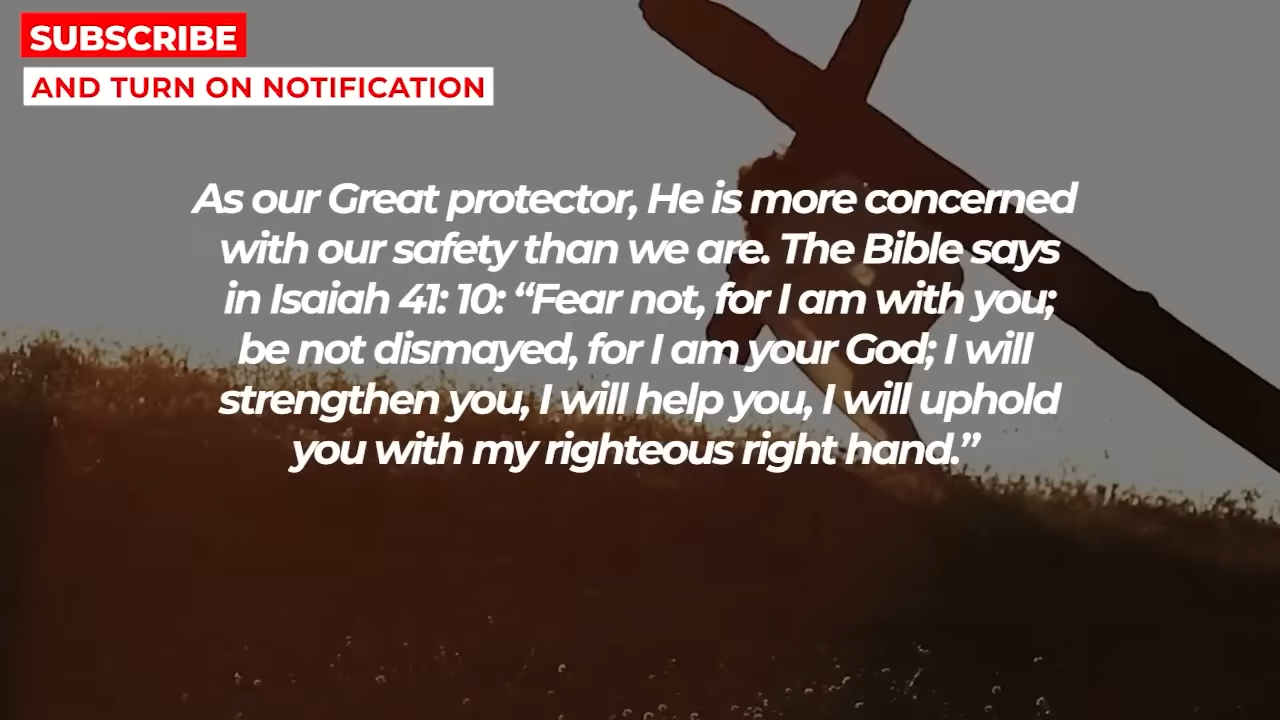 SUBSCRIBE
AND TURN ON NOTIFICATION
As our Great protector, He is more concerned
with our safety than we are. The Bible says
in Isaiah 41: 10: “Fear not, for I am with you;
be not dismayed, for I am your God; I will
strengthen you, I will help you, I will uphold
you with my righteous right hand.”